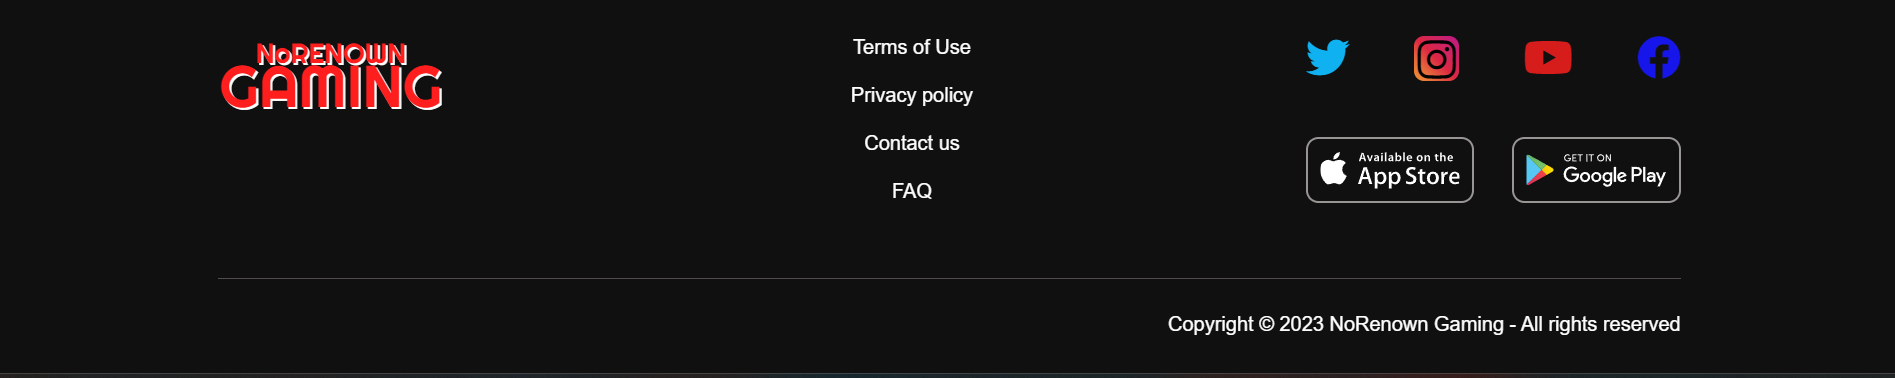 NoRENOWN
GAMING
Terms of Use
Privacy policy
Contact us
FAQ
Available on the
App Store
GET IT ON
Google Play
Copyright © 2023 NoRenown Gaming - All rights reserved